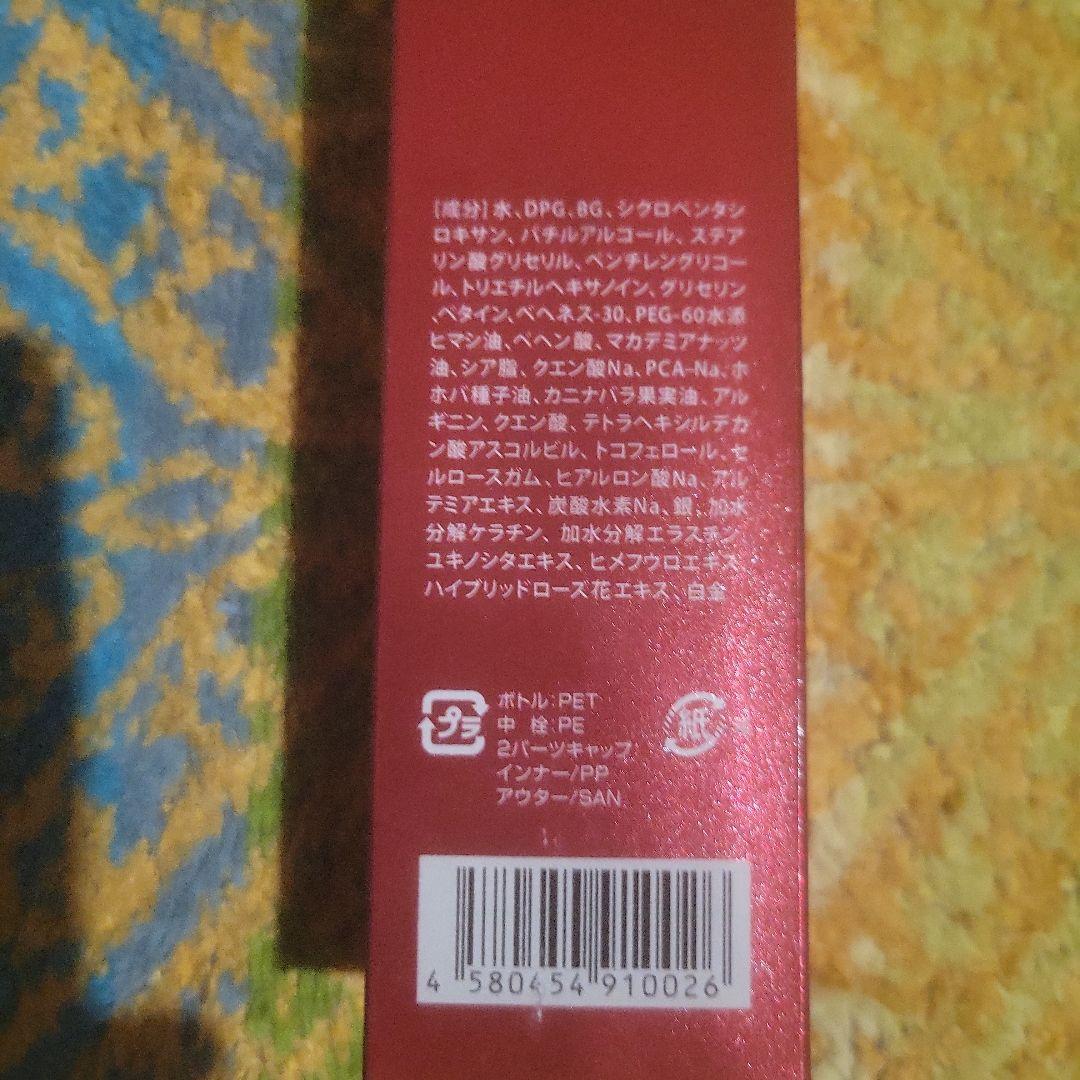 [成分]水、DPG、BG、シクロペンタシ
ロキサン、バチルアルコール、ステア
リン酸グリセリル、ペンチレングリコー
ル、トリエチルヘキサノイン、グリセリン
、ベタイン、ベヘネス-30、PEG-60水添
ヒマシ油、ベヘン酸、マカデミアナッツ
油、シア脂、クエン酸Na、PCA-Na、ホ
ホバ種子油、カニナバラ果実油、アル
ギニン、クエン酸、テトラヘキシルデカ
ン酸アスコルビル、トコフェロール、セ
ルロースガム、ヒアルロン酸Na、アル
テミアエキス、炭酸水素Na、銀、加水
分解ケラチン、加水分解エラスチン、
ユキノシタエキス、ヒメフウロエキス、
ハイブリッドローズ花エキス、白金
プラ
ボトル:PET
中 栓:PE
2パーツキャップ
インナー/PP
アウター/SAN
紙
4 580454 910026